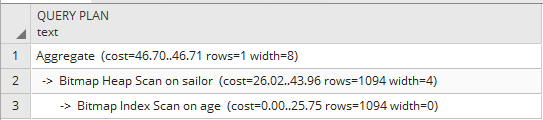 QUERY PLAN
text
1 Aggregate (cost=46.70..46.71 rows=1 width=8)
2 -> Bitmap Heap Scan on sailor (cost=26.02..43.96 rows=1094 width=4)
3 -> Bitmap Index Scan on age (cost=0.00..25.75 rows=1094 width=0)